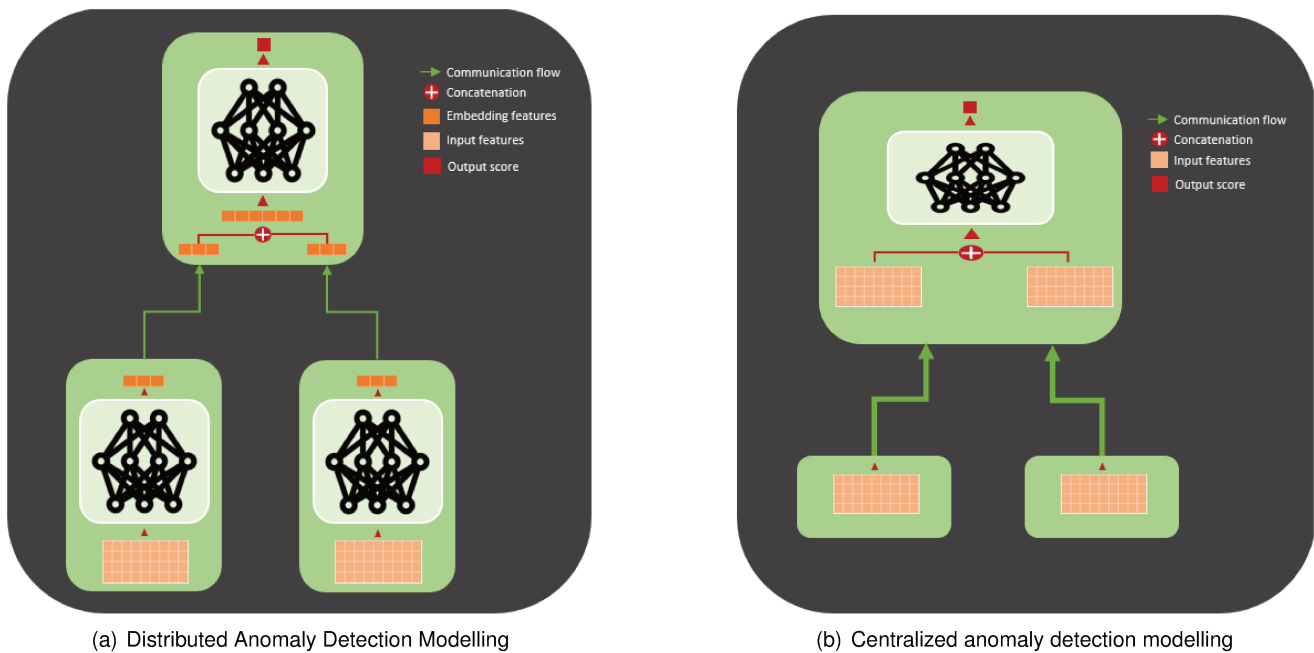 Communication flow
Concatenation
Embedding features
Input features
Output score
Communication flow
Concatenation
Input features
Output score
(a) Distributed Anomaly Detection Modelling
(b) Centralized anomaly detection modelling